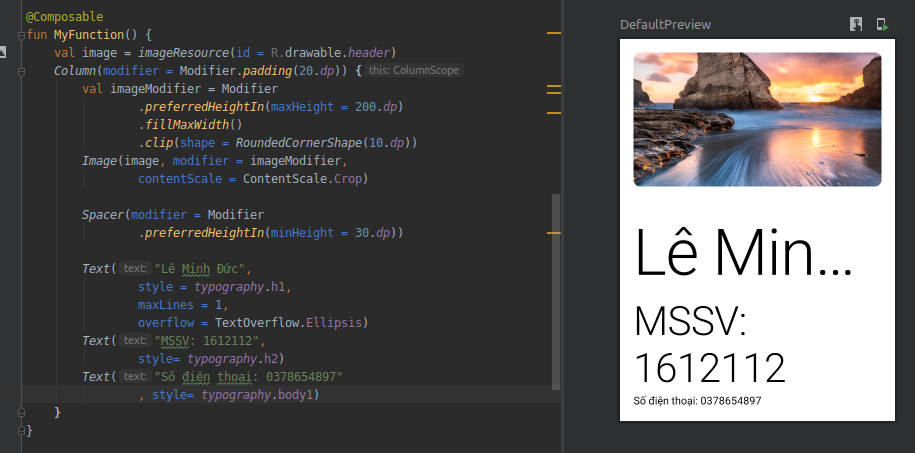 @Composable
fun MyFunction() {
val image = imageResource(id = R.drawable.header)
Column(modifier = Modifier.padding(20.dp)) { this: ColumnScope
val imageModifier = Modifier
.preferredHeightIn(maxHeight = 200.dp)
.fillMaxWidth()
.clip(shape = RoundedCornerShape(10.dp))
Image(image, modifier = imageModifier,
contentScale = ContentScale.Crop)
Spacer(modifier = Modifier
.preferredHeightIn(minHeight = 30.dp))
Text( text: "Lê Minh Đức",
style = typography.h1,
maxLines = 1,
overflow = TextOverflow.Ellipsis)
Text( text: "MSSV: 1612112",
style= typography.h2)
Text( text: "Số điện thoại: 0378654897"
, style= typography.body1)
}
}
DefaultPreview
Lê Min...
MSSV:
1612112
Số điện thoại: 0378654897